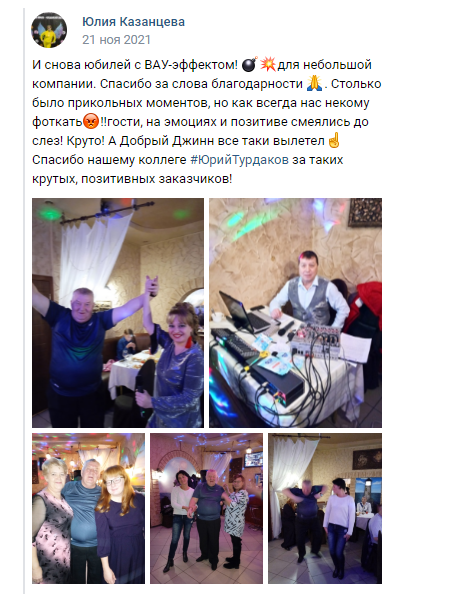 Юлия Казанцева
21 ноя 2021
И снова юбилей с ВАУ-эффектом! 💣 💥для небольшой
компании. Спасибо за слова благодарности 🙏. Столько
было прикольных моментов, но как всегда нас некому
фоткать😡!!гости, на эмоциях и позитиве смеялись до
слез! Круто! А Добрый Джинн все таки вылетел☝
Спасибо нашему коллеге #ЮрийТурдаков за таких
крутых, позитивных заказчиков!